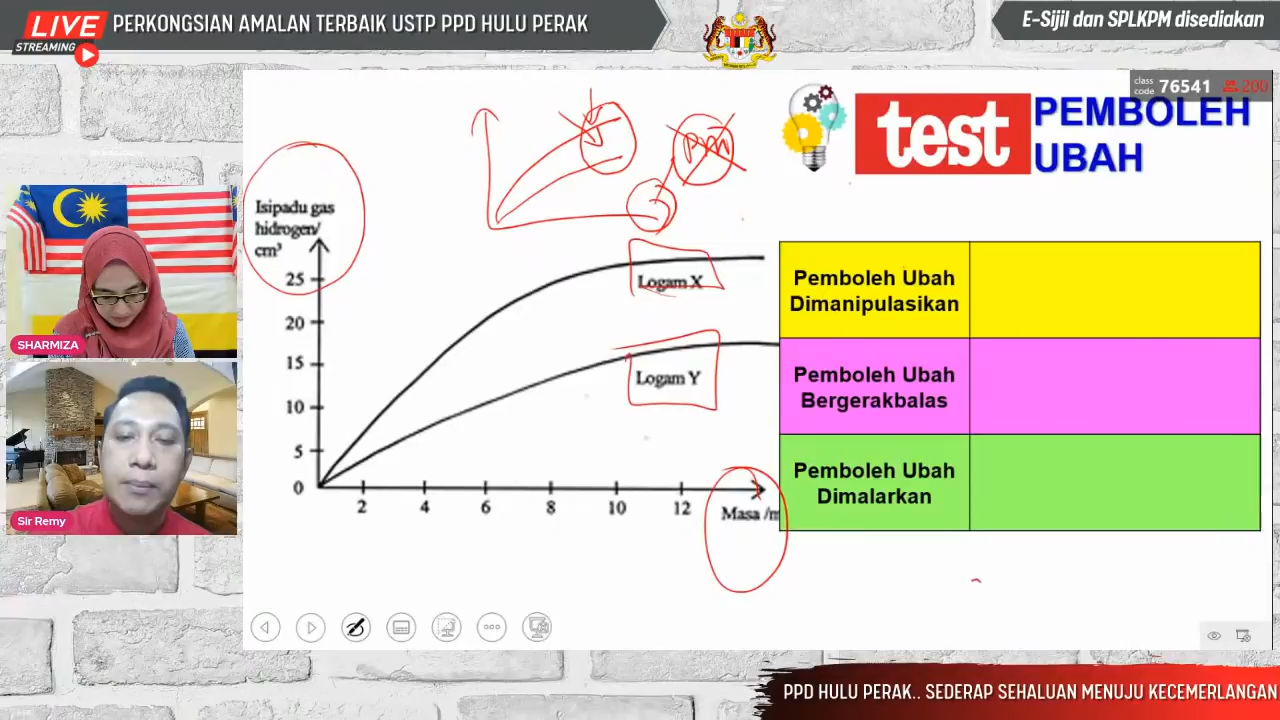 LIVE
STREAMING
PERKONGSIAN AMALAN TERBAIK USTP PPD HULU PERAK
E-Sijil dan SPLKPM disediakan
class
code
76541
200
test
PEMBOLEH
UBAH
PM
Isipadu gas
hidrogen/
cm³
25
20
15
10
5
0
2
4
6
8
10
12
Masa /m
Logam X
Logam Y
Pemboleh Ubah
Dimanipulasikan
Pemboleh Ubah
Bergerakbalas
Pemboleh Ubah
Dimalarkan
SHARMIZA
Sir Remy
PPD HULU PERAK.. SEDERAP SEHALUAN MENUJU KECEMERLANGAN